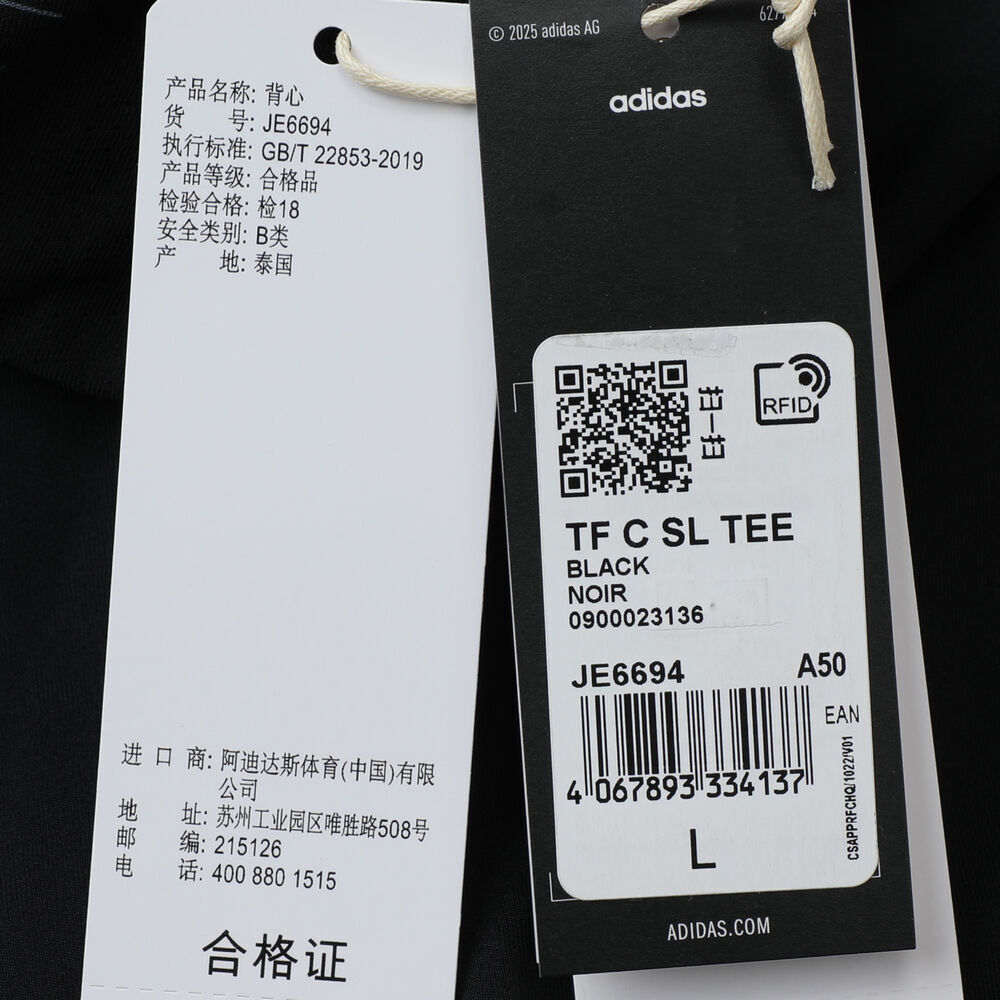 产品名称: 背心
货 号: JE6694
执行标准: GB/T 22853-2019
产品等级: 合格品
检验合格: 检18
安全类别: B类
产 地: 泰国
进 口 商: 阿迪达斯体育(中国)有限
公司
地 址: 苏州工业园区唯胜路508号
邮 编: 215126
电 话: 400 880 1515
合格证
© 2025 adidas AG
adidas
扫一扫
RFID
TF C SL TEE
BLACK
NOIR
0900023136
JE6694 A50
EAN
4 067893 334137
CSAPPRFCHQ/1022/V01
L
ADIDAS.COM